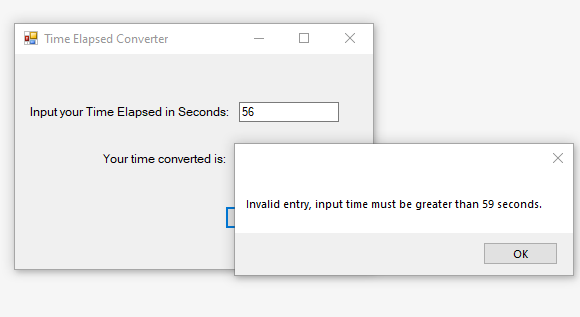 Time Elapsed Converter
Input your Time Elapsed in Seconds: 56
Your time converted is:
Invalid entry, input time must be greater than 59 seconds.
OK